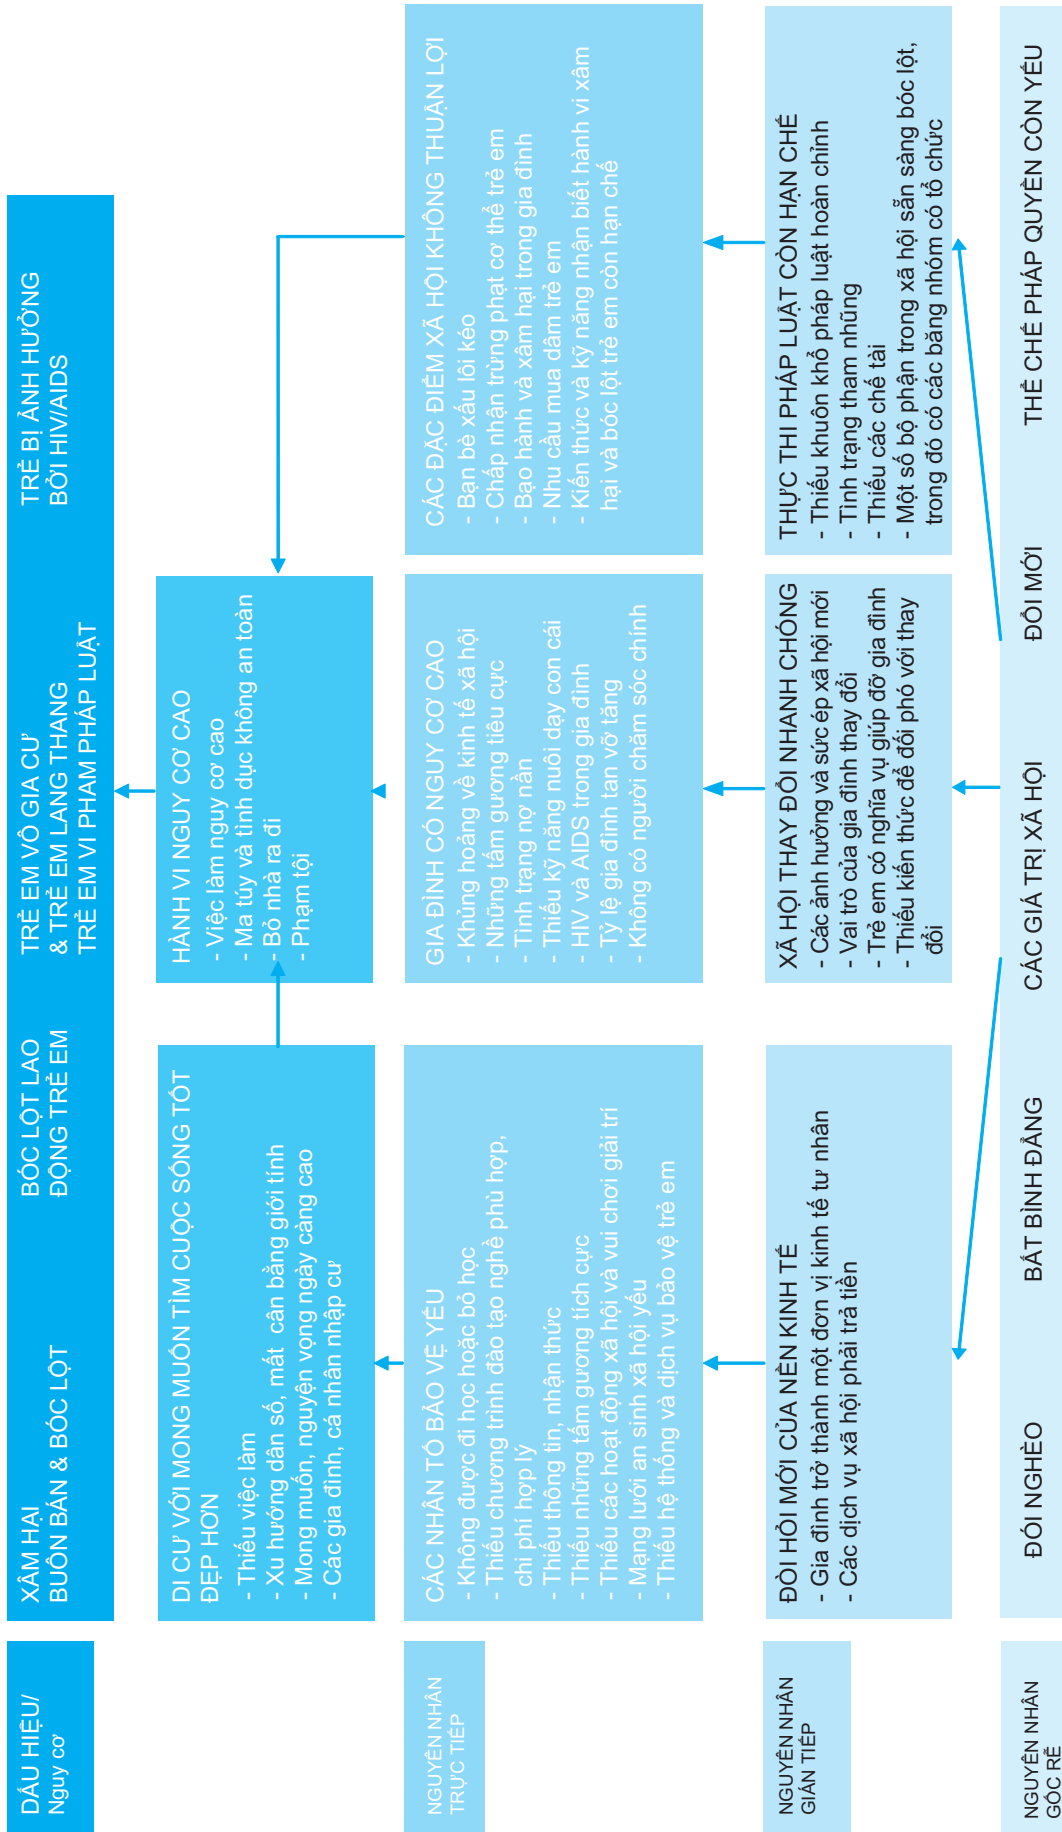 DẤU HIỆU/
Nguy cơ
XÂM HẠI
BUÔN BÁN & BÓC LỘT
BÓC LỘT LAO
ĐỘNG TRẺ EM
TRẺ EM VÔ GIA CƯ
& TRẺ EM LANG THANG
TRẺ EM VI PHẠM PHÁP LUẬT
TRẺ BỊ ẢNH HƯỞNG
BỞI HIV/AIDS
DI CƯ VỚI MONG MUỐN TÌM CUỘC SỐNG TỐT
ĐẸP HƠN
- Thiếu việc làm
- Xu hướng dân số, mất cân bằng giới tính
- Mong muốn, nguyện vọng ngày càng cao
- Các gia đình, cá nhân nhập cư
HÀNH VI NGUY CƠ CAO
- Việc làm nguy cơ cao
- Ma túy và tình dục không an toàn
- Bỏ nhà ra đi
- Phạm tội
NGUYÊN NHÂN
TRỰC TIẾP
CÁC NHÂN TỐ BẢO VỆ YẾU
- Không được đi học hoặc bỏ học
- Thiếu chương trình đào tạo nghề phù hợp,
chi phí hợp lý
- Thiếu thông tin, nhận thức
- Thiếu những tấm gương tích cực
- Thiếu các hoạt động xã hội và vui chơi giải trí
- Mạng lưới an sinh xã hội yếu
- Thiếu hệ thống và dịch vụ bảo vệ trẻ em
GIA ĐÌNH CÓ NGUY CƠ CAO
- Khủng hoảng về kinh tế xã hội
- Những tấm gương tiêu cực
- Tình trạng nợ nần
- Thiếu kỹ năng nuôi dạy con cái
- HIV và AIDS trong gia đình
- Tỷ lệ gia đình tan vỡ tăng
- Không có người chăm sóc chính
CÁC ĐẶC ĐIỂM XÃ HỘI KHÔNG THUẬN LỢI
- Bạn bè xấu lôi kéo
- Chấp nhận trừng phạt cơ thể trẻ em
- Bạo hành và xâm hại trong gia đình
- Nhu cầu mua dâm trẻ em
- Kiến thức và kỹ năng nhận biết hành vi xâm
hại và bóc lột trẻ em còn hạn chế
NGUYÊN NHÂN
GIÁN TIẾP
ĐÒI HỎI MỚI CỦA NỀN KINH TẾ
- Gia đình trở thành một đơn vị kinh tế tư nhân
- Các dịch vụ xã hội phải trả tiền
XÃ HỘI THAY ĐỔI NHANH CHÓNG
- Các ảnh hưởng và sức ép xã hội mới
- Vai trò của gia đình thay đổi
- Trẻ em có nghĩa vụ giúp đỡ gia đình
- Thiếu kiến thức để đối phó với thay
đổi
THỰC THI PHÁP LUẬT CÒN HẠN CHẾ
- Thiếu khuôn khổ pháp luật hoàn chỉnh
- Tình trạng tham nhũng
- Thiếu các chế tài
- Một số bộ phận trong xã hội sẵn sàng bóc lột,
trong đó có các băng nhóm có tổ chức
NGUYÊN NHÂN
GỐC RỄ
ĐÓI NGHÈO
BẤT BÌNH ĐẲNG
CÁC GIÁ TRỊ XÃ HỘI
ĐỔI MỚI
THỂ CHẾ PHÁP QUYỀN CÒN YẾU